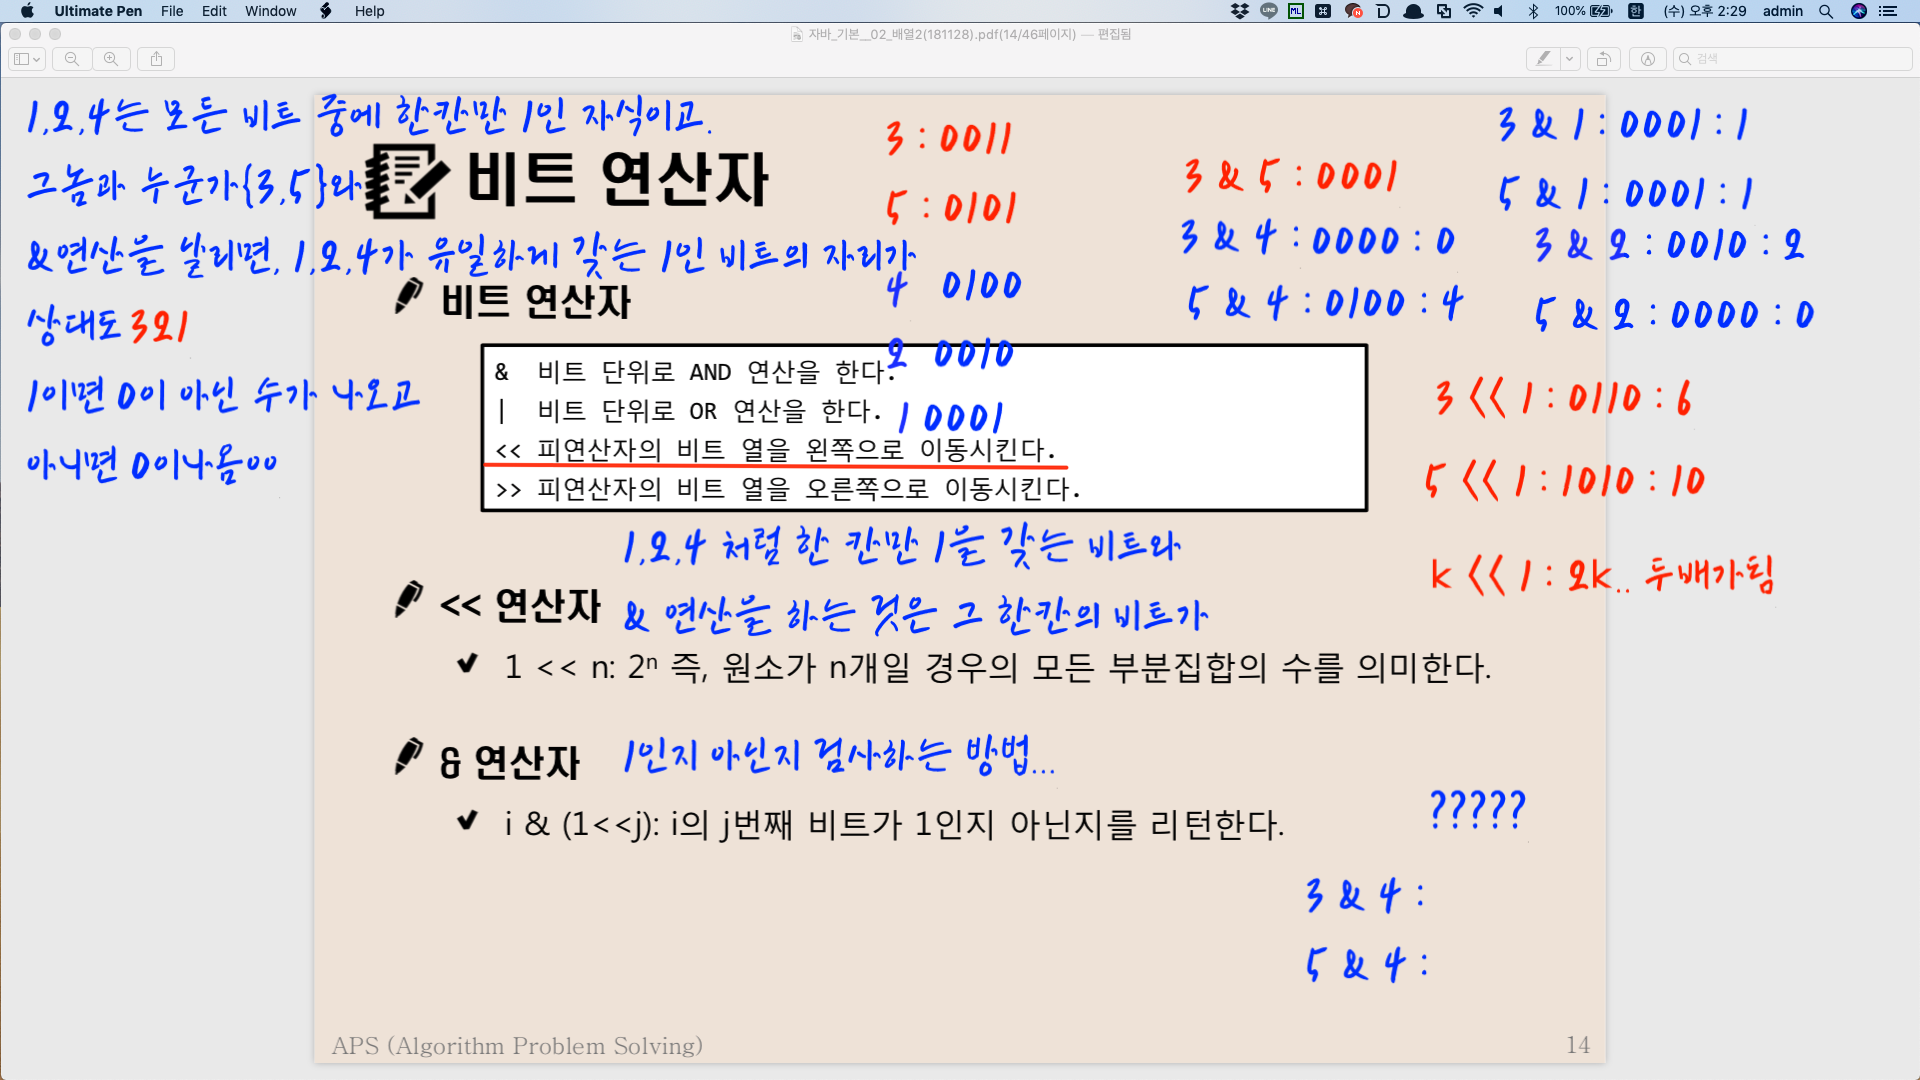 Ultimate Pen File Edit Window Help
100% 한 (수) 오후 2:29 admin
자바_기본__02_배열2(181128).pdf(14/46페이지) — 편집됨
검색
1,2,4는 모든 비트 중에 한칸만 1인 자식이고.
그놈과 누군가{3,5}와
&연산을 날리면, 1,2,4가 유일하게 갖는 1인 비트의 자리가
상대도 321
1이면 0이 아닌 수가 나오고
아니면 0이나옴ㅇㅇ
비트 연산자
비트 연산자
3 : 0011
5 : 0101
4 0100
2 0010
1 0001
3 & 5 : 0001
3 & 4 : 0000 : 0
5 & 4 : 0100 : 4
3 & 1 : 0001 : 1
5 & 1 : 0001 : 1
3 & 2 : 0010 : 2
5 & 2 : 0000 : 0
& 비트 단위로 AND 연산을 한다.
| 비트 단위로 OR 연산을 한다.
<< 피연산자의 비트 열을 왼쪽으로 이동시킨다.
>> 피연산자의 비트 열을 오른쪽으로 이동시킨다.
3 << 1 : 0110 : 6
5 << 1 : 1010 : 10
k << 1 : 2k.. 두배가됨
1,2,4 처럼 한 칸만 1을 갖는 비트와
<< 연산자
& 연산을 하는 것은 그 한칸의 비트가
1 << n: 2ⁿ 즉, 원소가 n개일 경우의 모든 부분집합의 수를 의미한다.
& 연산자
1인지 아닌지 검사하는 방법...
i & (1<<j): i의 j번째 비트가 1인지 아닌지를 리턴한다.
?????
3 & 4 :
5 & 4 :
APS (Algorithm Problem Solving)
14